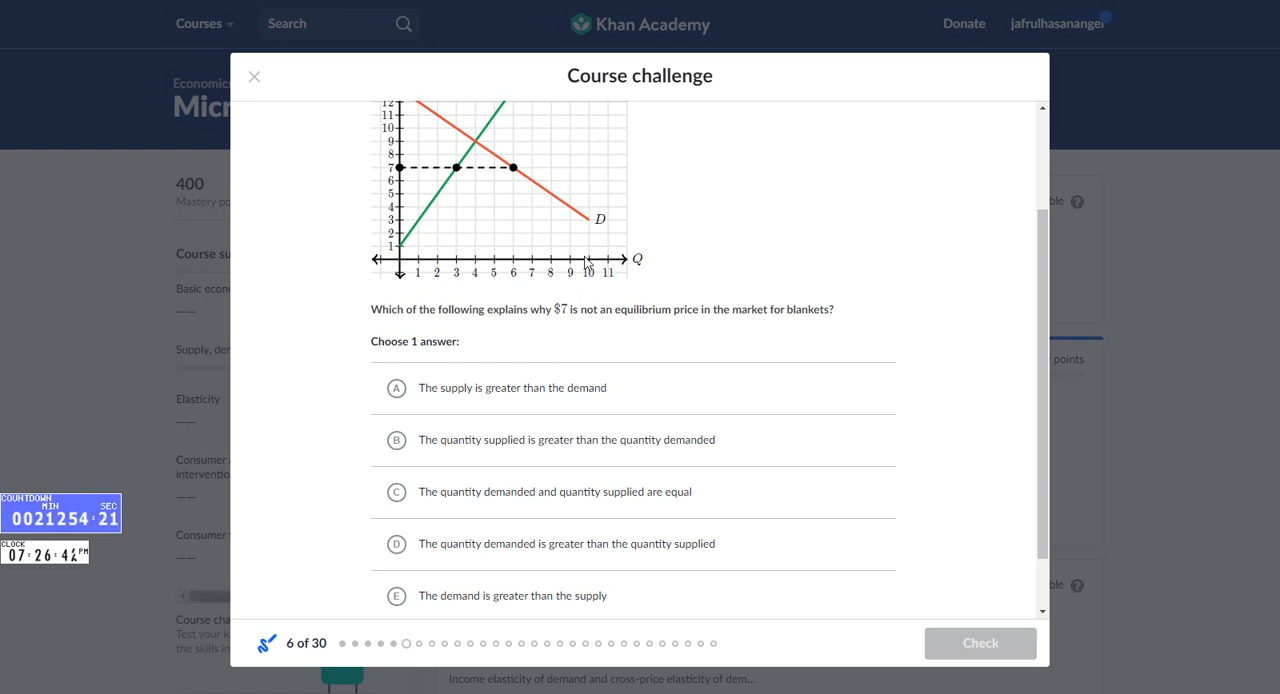 Courses
Search
Khan Academy
Donate
jafrulhasananger
Economics
Micr
Course challenge
400
Mastery po
Course su
Basic econ
Supply, de
Elasticity
Consumer
interventio
Consumer
Course cha
Test your k
the skills in
12
11
10
9
8
7
6
5
4
3
2
1
D
Q
1 2 3 4 5 6 7 8 9 10 11
Which of the following explains why $7 is not an equilibrium price in the market for blankets?
Choose 1 answer:
A The supply is greater than the demand
B The quantity supplied is greater than the quantity demanded
C The quantity demanded and quantity supplied are equal
D The quantity demanded is greater than the quantity supplied
E The demand is greater than the supply
6 of 30
Check
ble
points
ble
COUNTDOWN
MIN SEC
0021254:21
CLOCK
Income elasticity of demand and cross-price elasticity of dem...